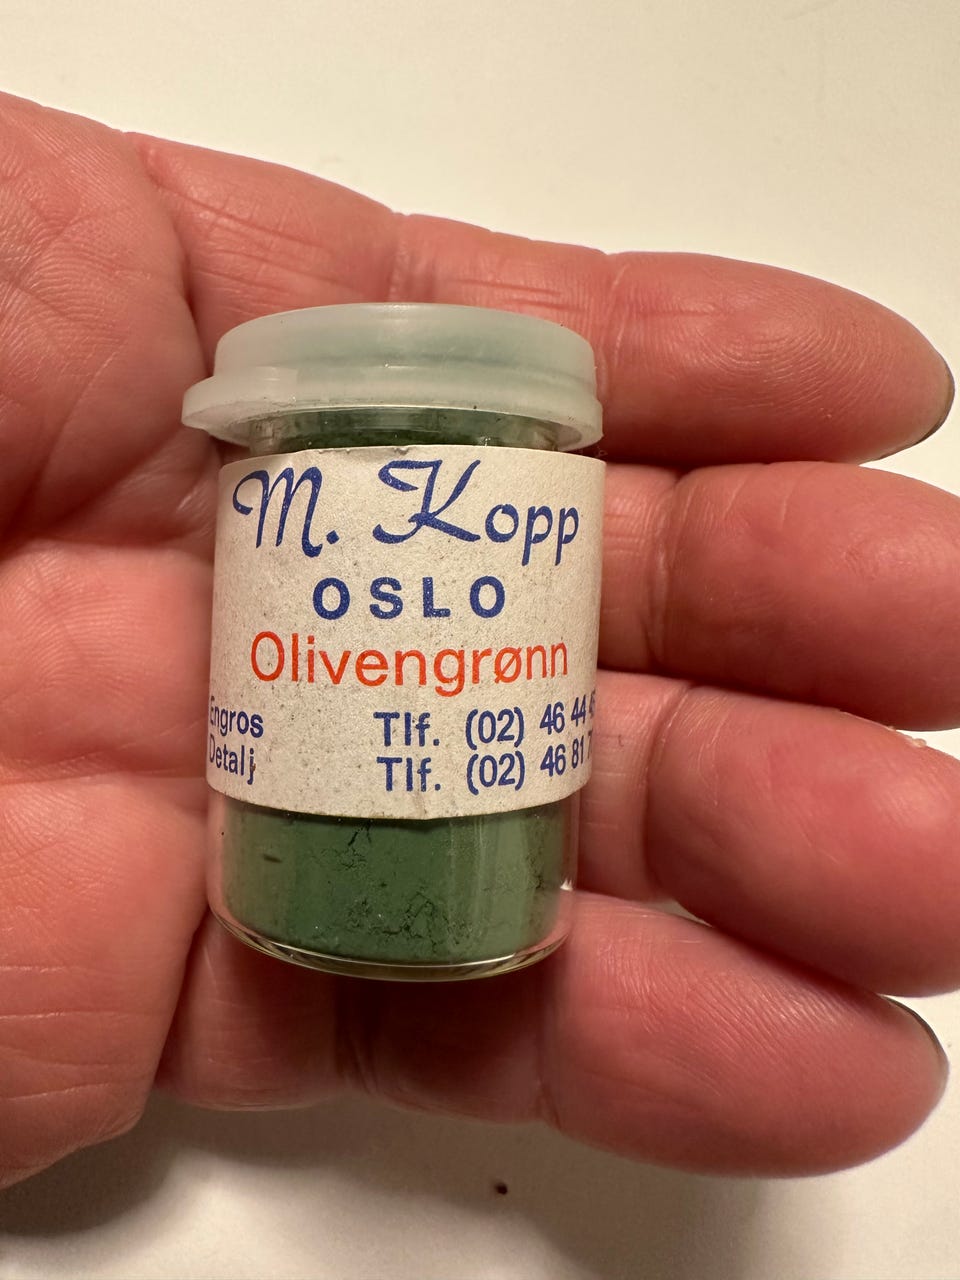 M. Kopp
OSLO
Olivengrønn
Engros Tlf. (02) 46 44
Detalj Tlf. (02) 46 81